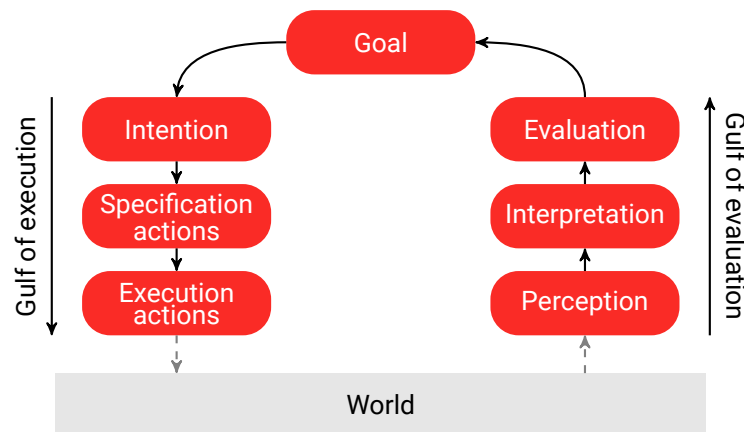 Goal
Gulf of execution
Intention
Specification
actions
Execution
actions
Evaluation
Interpretation
Perception
Gulf of evaluation
World